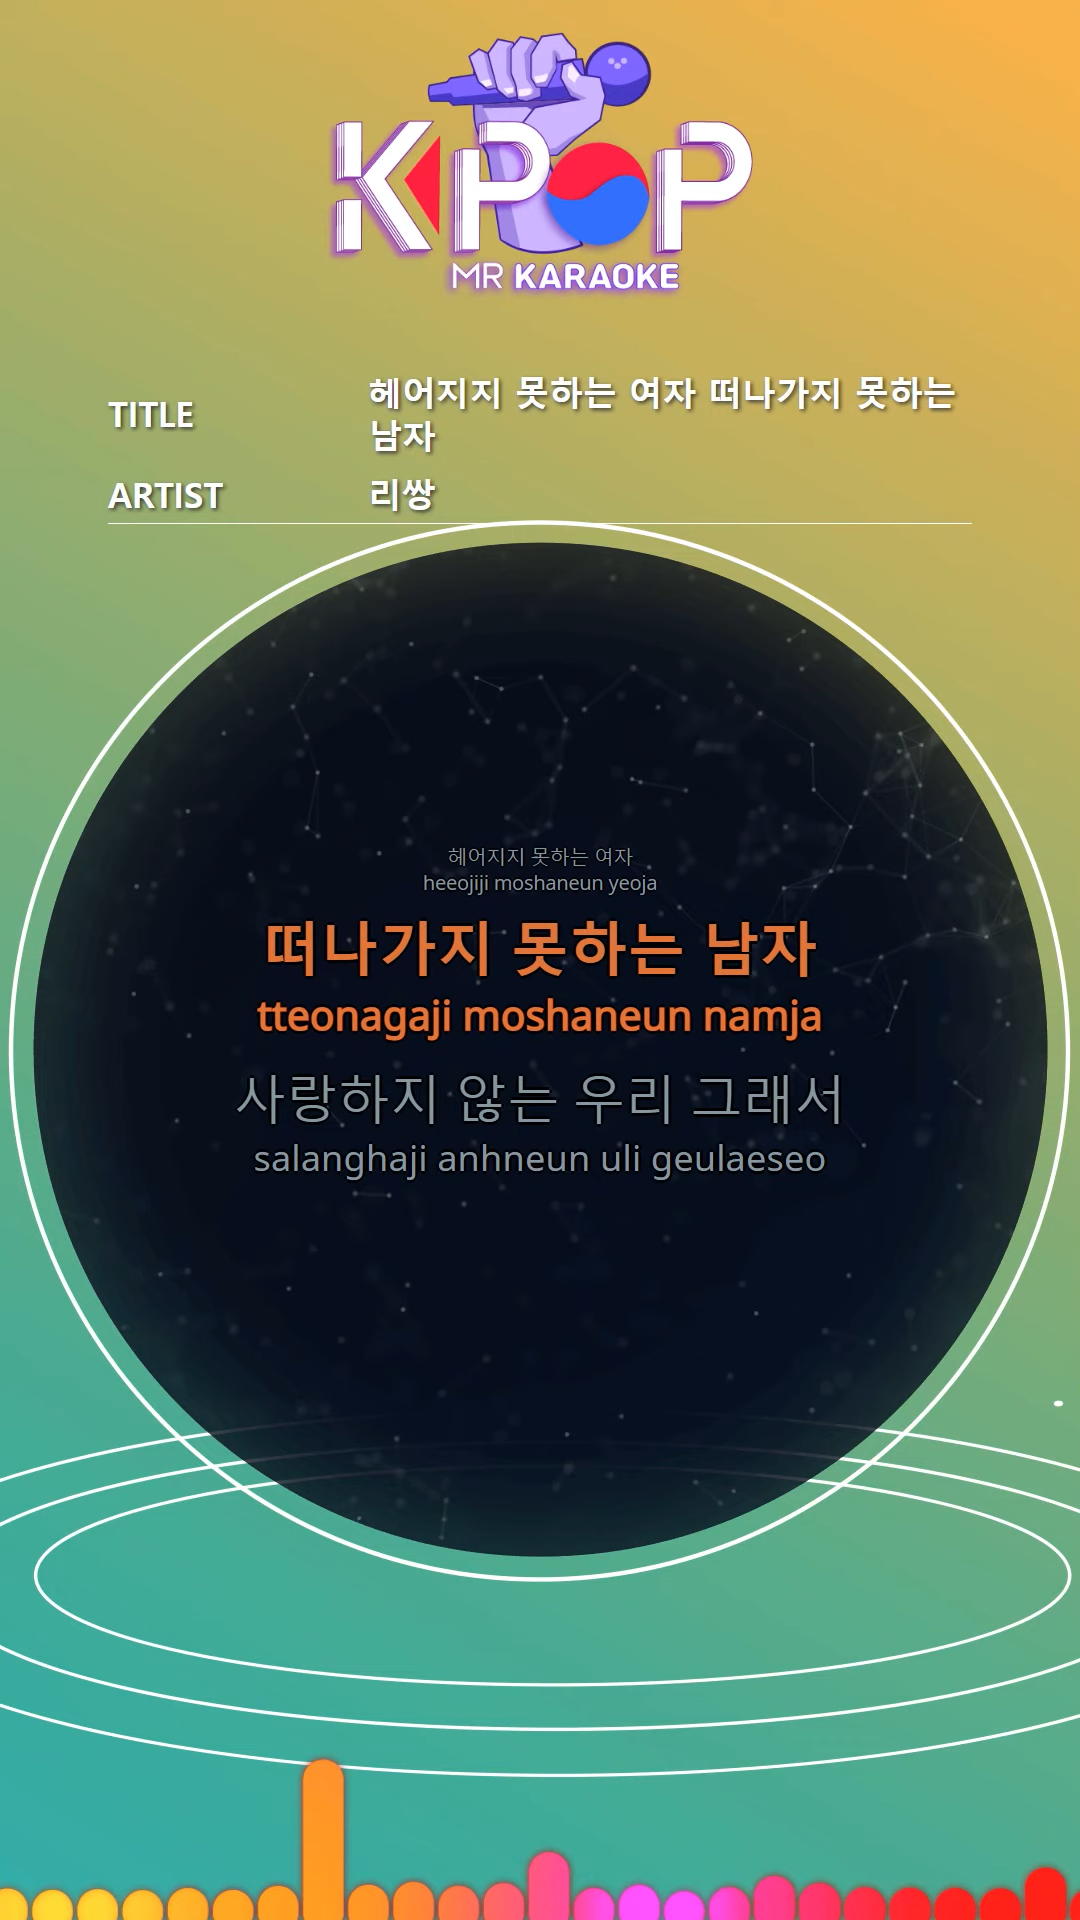 KPOP
MR KARAOKE
TITLE
헤어지지 못하는 여자 떠나가지 못하는
남자
ARTIST
리쌍
헤어지지 못하는 여자
heeojiji moshaneun yeoja
떠나가지 못하는 남자
tteonagaji moshaneun namja
사랑하지 않는 우리 그래서
salanghaji anhneun uli geulaeseo